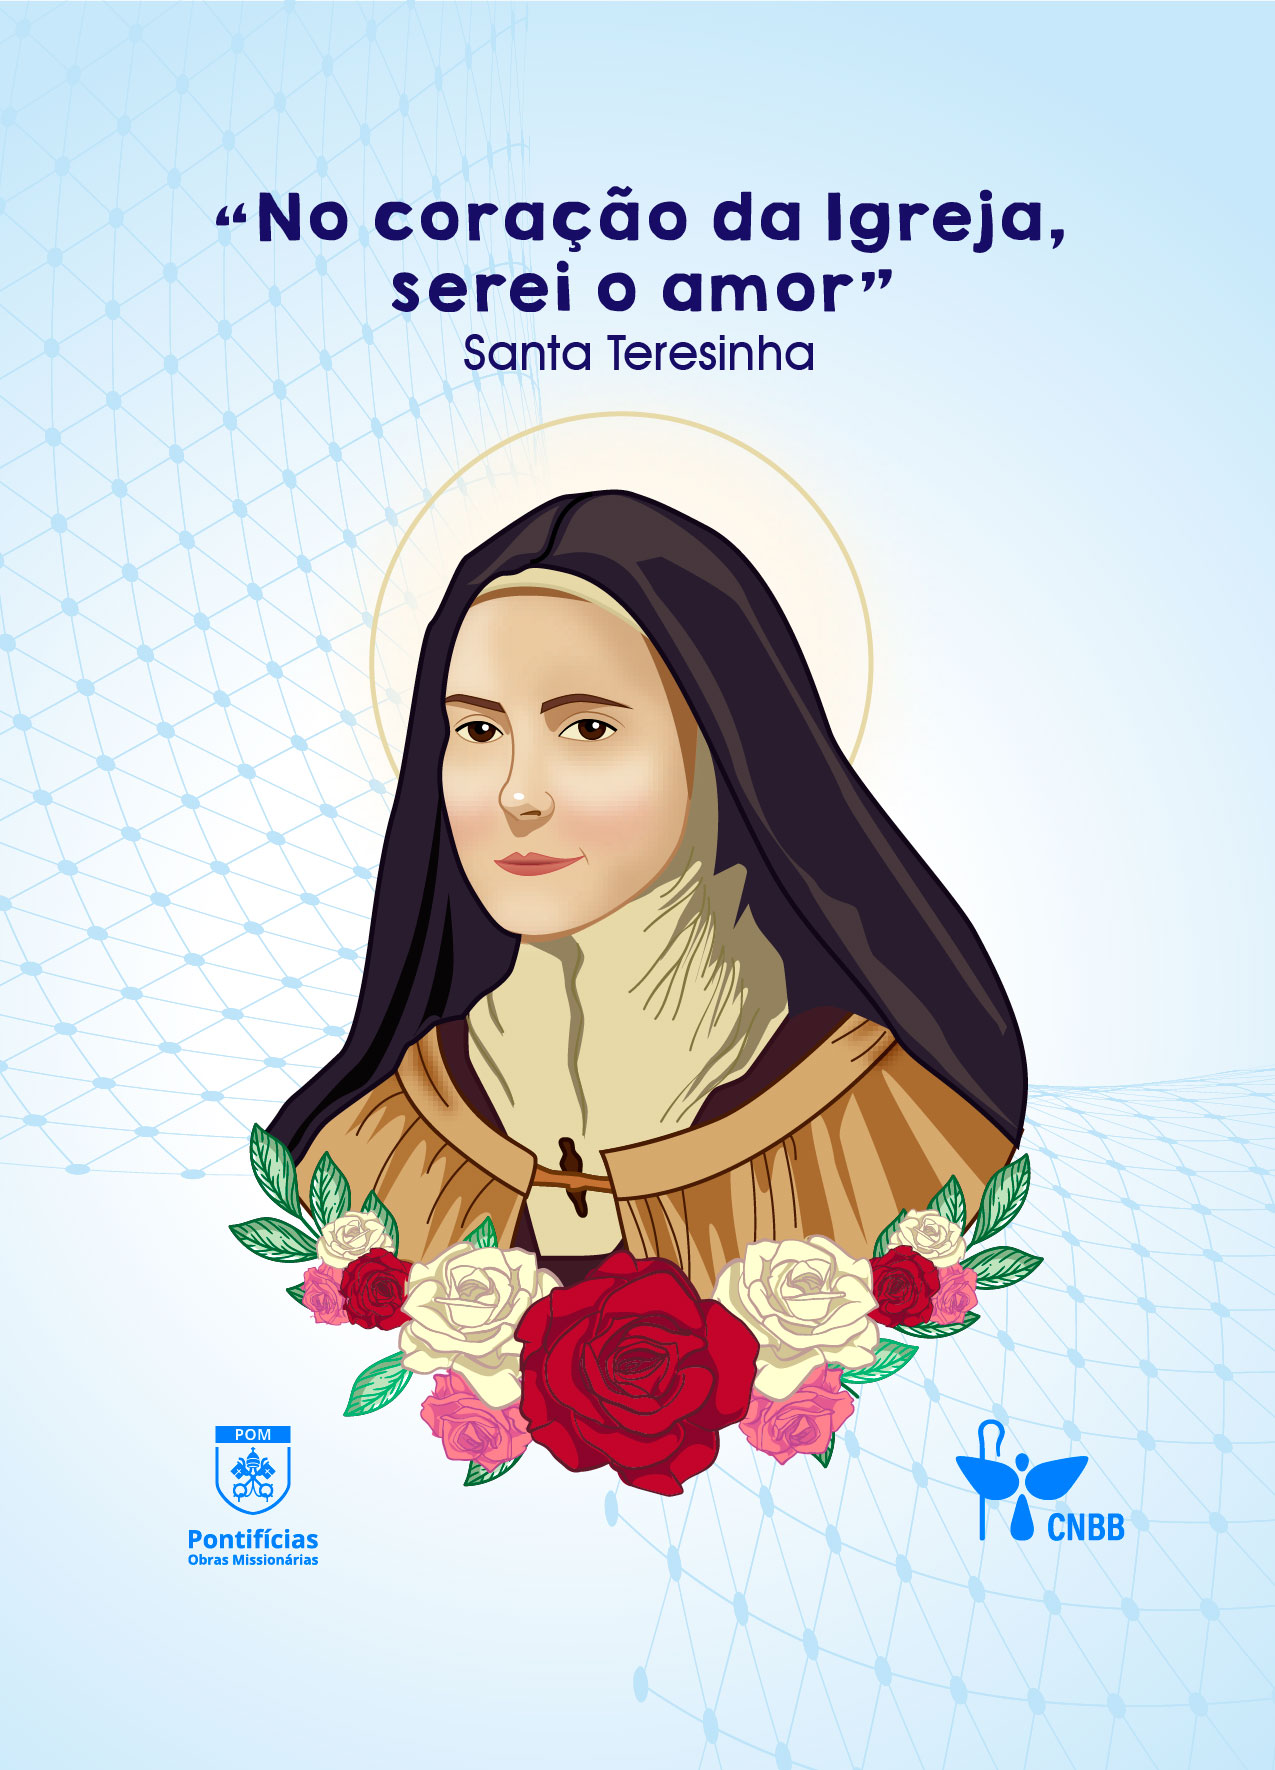 “No coração da Igreja,
serei o amor”
Santa Teresinha
POM
Pontifícias
Obras Missionárias
CNBB